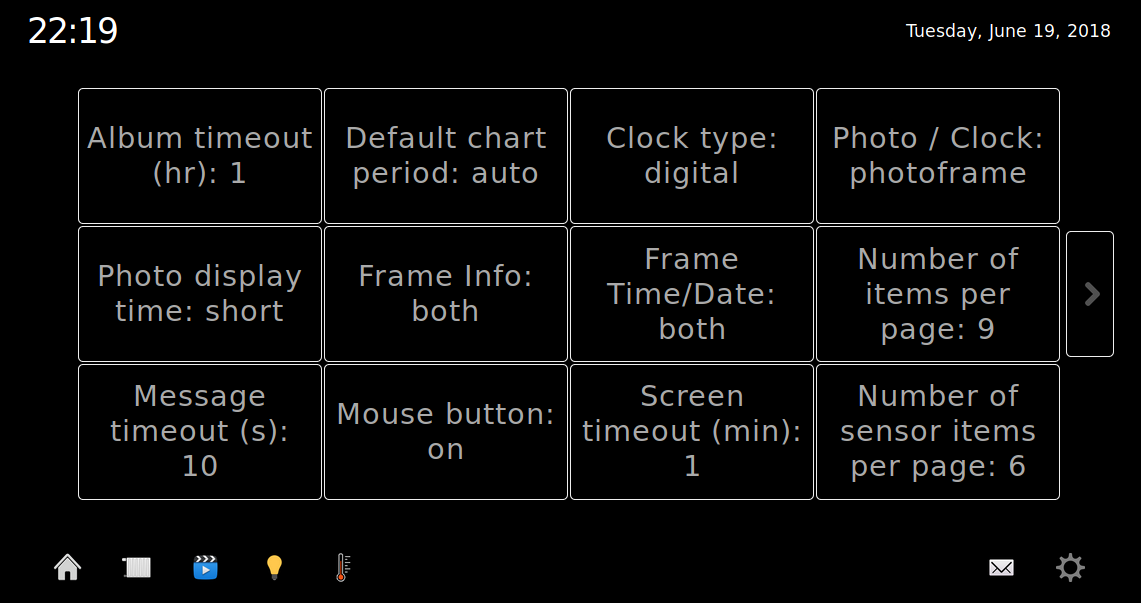 22:19
Tuesday, June 19, 2018
Album timeout
(hr): 1
Default chart
period: auto
Clock type:
digital
Photo / Clock:
photoframe
Photo display
time: short
Frame Info:
both
Frame
Time/Date:
both
Number of
items per
page: 9
Message
timeout (s):
10
Mouse button:
on
Screen
timeout (min):
1
Number of
sensor items
per page: 6